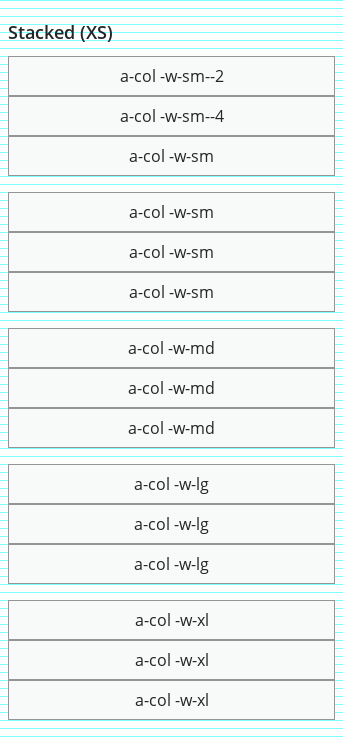 Stacked (XS)
a-col -w-sm--2
a-col -w-sm--4
a-col -w-sm
a-col -w-sm
a-col -w-sm
a-col -w-sm
a-col -w-md
a-col -w-md
a-col -w-md
a-col -w-lg
a-col -w-lg
a-col -w-lg
a-col -w-xl
a-col -w-xl
a-col -w-xl